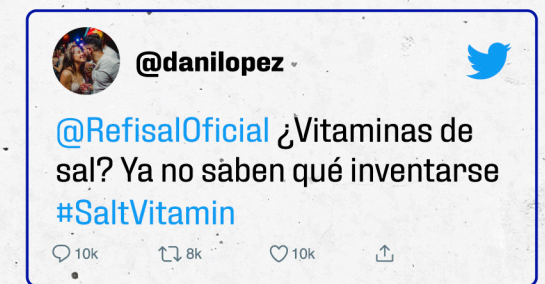 @danilopez
@RefisalOficial ¿Vitaminas de
sal? Ya no saben qué inventarse
#SaltVitamin
10k 8k 10k